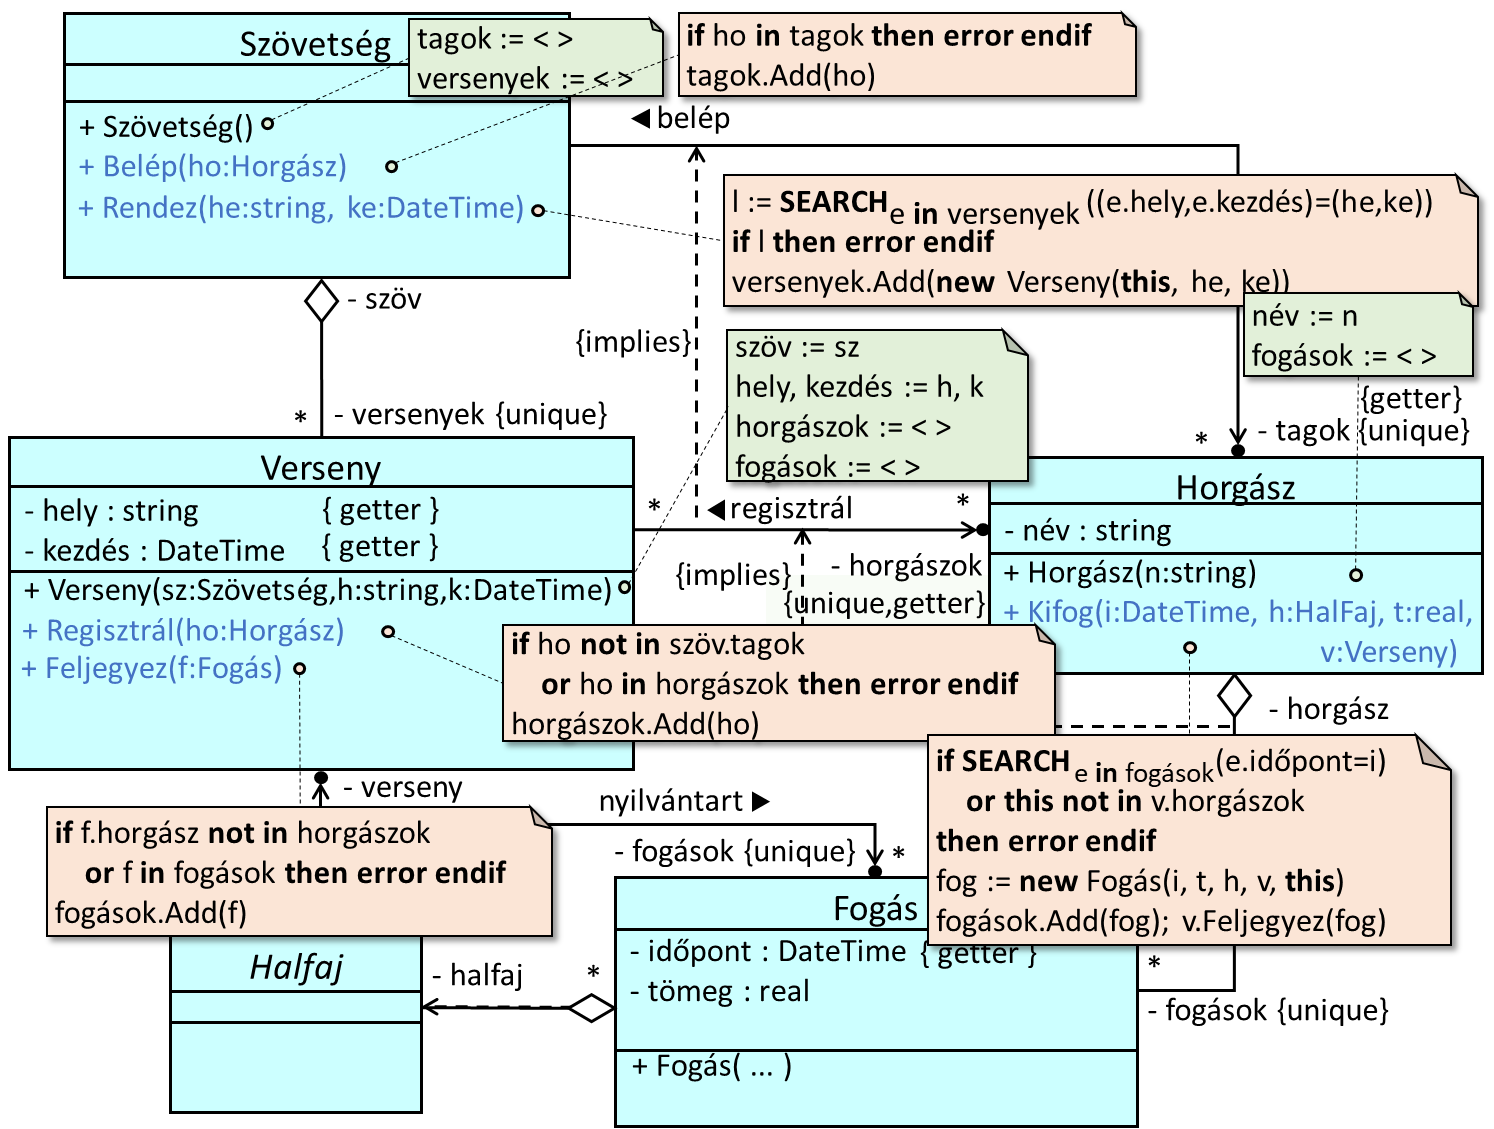 Szövetség
tagok := < >
versenyek := < >
if ho in tagok then error endif
tagok.Add(ho)
+ Szövetség()
+ Belép(ho:Horgász)
+ Rendez(he:string, ke:DateTime)
◀ belép
l := SEARCH e in versenyek ((e.hely,e.kezdés)=(he,ke))
if l then error endif
versenyek.Add(new Verseny(this, he, ke))
- szöv
{implies}
szöv := sz
hely, kezdés := h, k
horgászok := < >
fogások := < >
név := n
fogások := < >
{getter}
* - tagok {unique}
* - versenyek {unique}
Verseny
- hely : string { getter }
- kezdés : DateTime { getter }
+ Verseny(sz:Szövetség,h:string,k:DateTime)
+ Regisztrál(ho:Horgász)
+ Feljegyez(f:Fogás)
* ◀ regisztrál *
{implies} - horgászok
{unique,getter}
Horgász
- név : string
+ Horgász(n:string)
+ Kifog(i:DateTime, h:HalFaj, t:real,
v:Verseny)
if ho not in szöv.tagok
or ho in horgászok then error endif
horgászok.Add(ho)
- horgász
- verseny
nyilvántart ▶
- fogások {unique} *
if f.horgász not in horgászok
or f in fogások then error endif
fogások.Add(f)
if SEARCH e in fogások (e.időpont=i)
or this not in v.horgászok
then error endif
fog := new Fogás(i, t, h, v, this)
fogások.Add(fog); v.Feljegyez(fog)
Halfaj
- halfaj *
Fogás
- időpont : DateTime { getter }
- tömeg : real
+ Fogás( ... )
*
- fogások {unique}